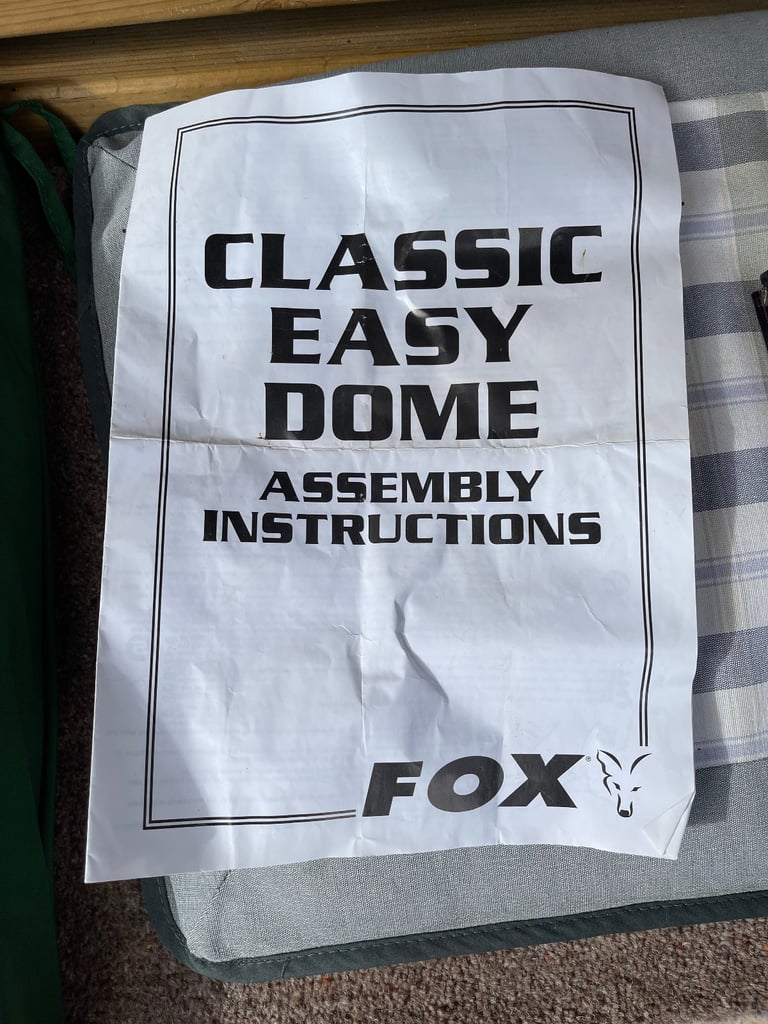 CLASSIC
EASY
DOME
ASSEMBLY
INSTRUCTIONS
FOX®